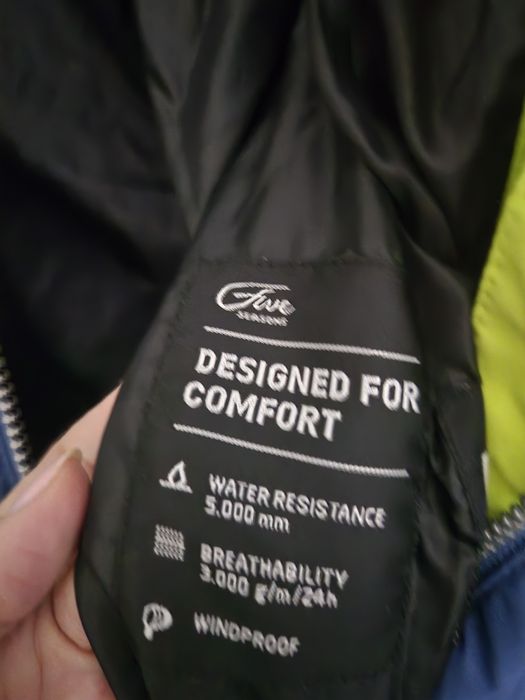 Five
SEASONS
DESIGNED FOR
COMFORT
WATER RESISTANCE
5.000 mm
BREATHABILITY
3.000 g/m/24h
WINDPROOF